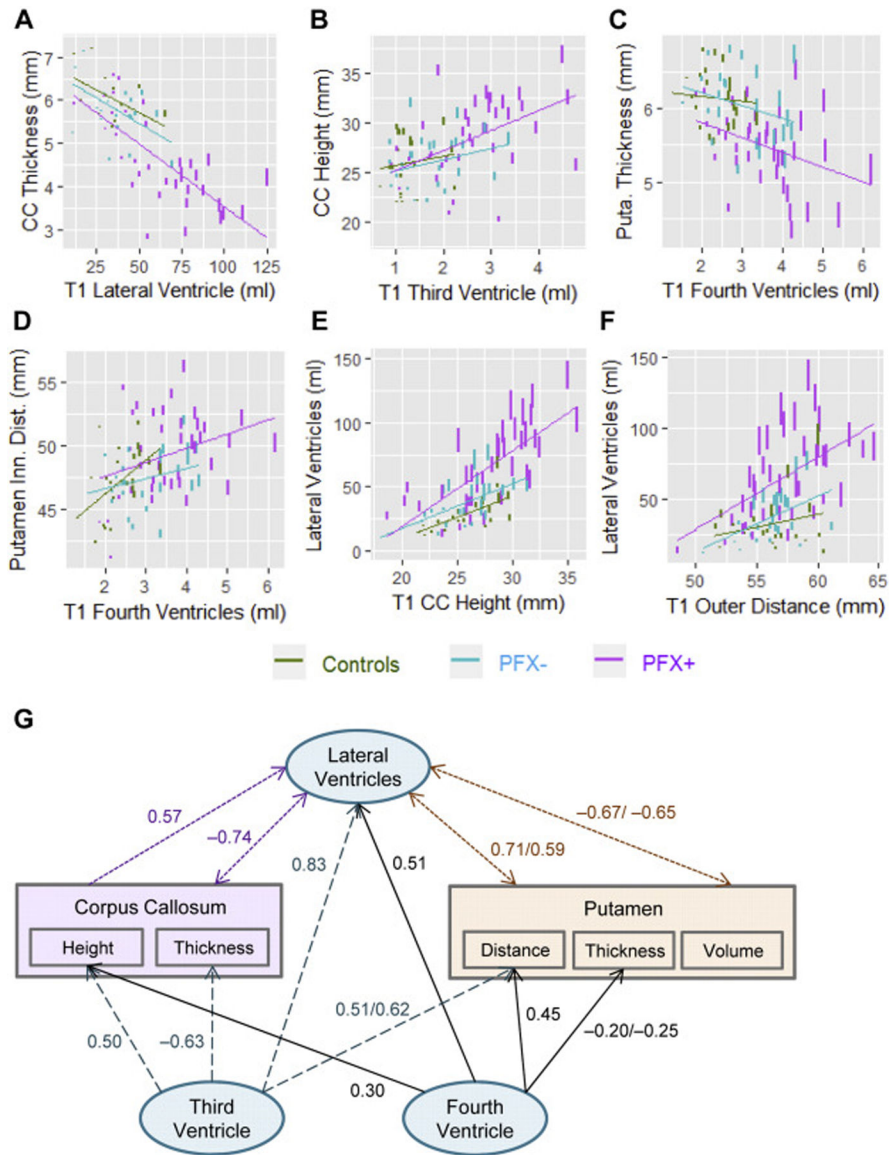 A
CC Thickness (mm)
7
6
5
4
3
25 50 75 100 125
T1 Lateral Ventricle (ml)
B
CC Height (mm)
35
30
25
20
1 2 3 4
T1 Third Ventricle (ml)
C
Puta. Thickness (mm)
6
5
2 3 4 5 6
T1 Fourth Ventricles (ml)
D
Putamen Inn. Dist. (mm)
55
50
45
2 3 4 5 6
T1 Fourth Ventricles (ml)
E
Lateral Ventricles (ml)
150
100
50
0
20 25 30 35
T1 CC Height (mm)
F
Lateral Ventricles (ml)
150
100
50
50 55 60 65
T1 Outer Distance (mm)
Controls PFX- PFX+
G
Lateral
Ventricles
0.57
–0.74
0.83
0.51
0.71/0.59
–0.67/ –0.65
Corpus Callosum
Height Thickness
Putamen
Distance Thickness Volume
0.50
–0.63
0.51/0.62
0.30
0.45
–0.20/–0.25
Third
Ventricle
Fourth
Ventricle